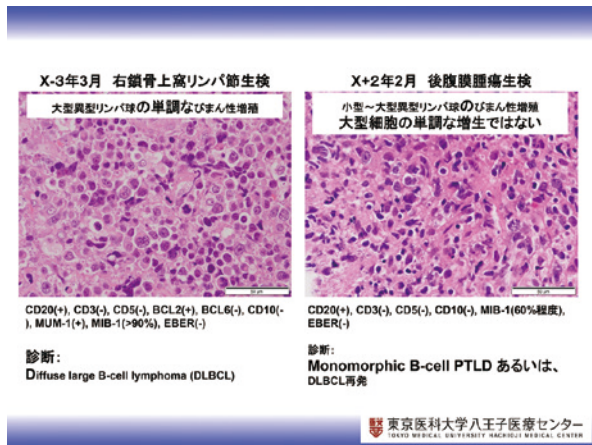 X-3年3月 右鎖骨上窩リンパ節生検
大型異型リンパ球の単調なびまん性増殖
50 μm
CD20(+), CD3(-), CD5(-), BCL2(+), BCL6(-), CD10(-
), MUM-1(+), MIB-1(>90%), EBER(-)
診断:
Diffuse large B-cell lymphoma (DLBCL)
X+2年2月 後腹膜腫瘍生検
小型～大型異型リンパ球のびまん性増殖
大型細胞の単調な増生ではない
50 μm
CD20(+), CD3(-), CD5(-), CD10(-), MIB-1(60%程度),
EBER(-)
診断:
Monomorphic B-cell PTLD あるいは、
DLBCL再発
東京医科大学八王子医療センター
TOKYO MEDICAL UNIVERSITY HACHIOJI MEDICAL CENTER